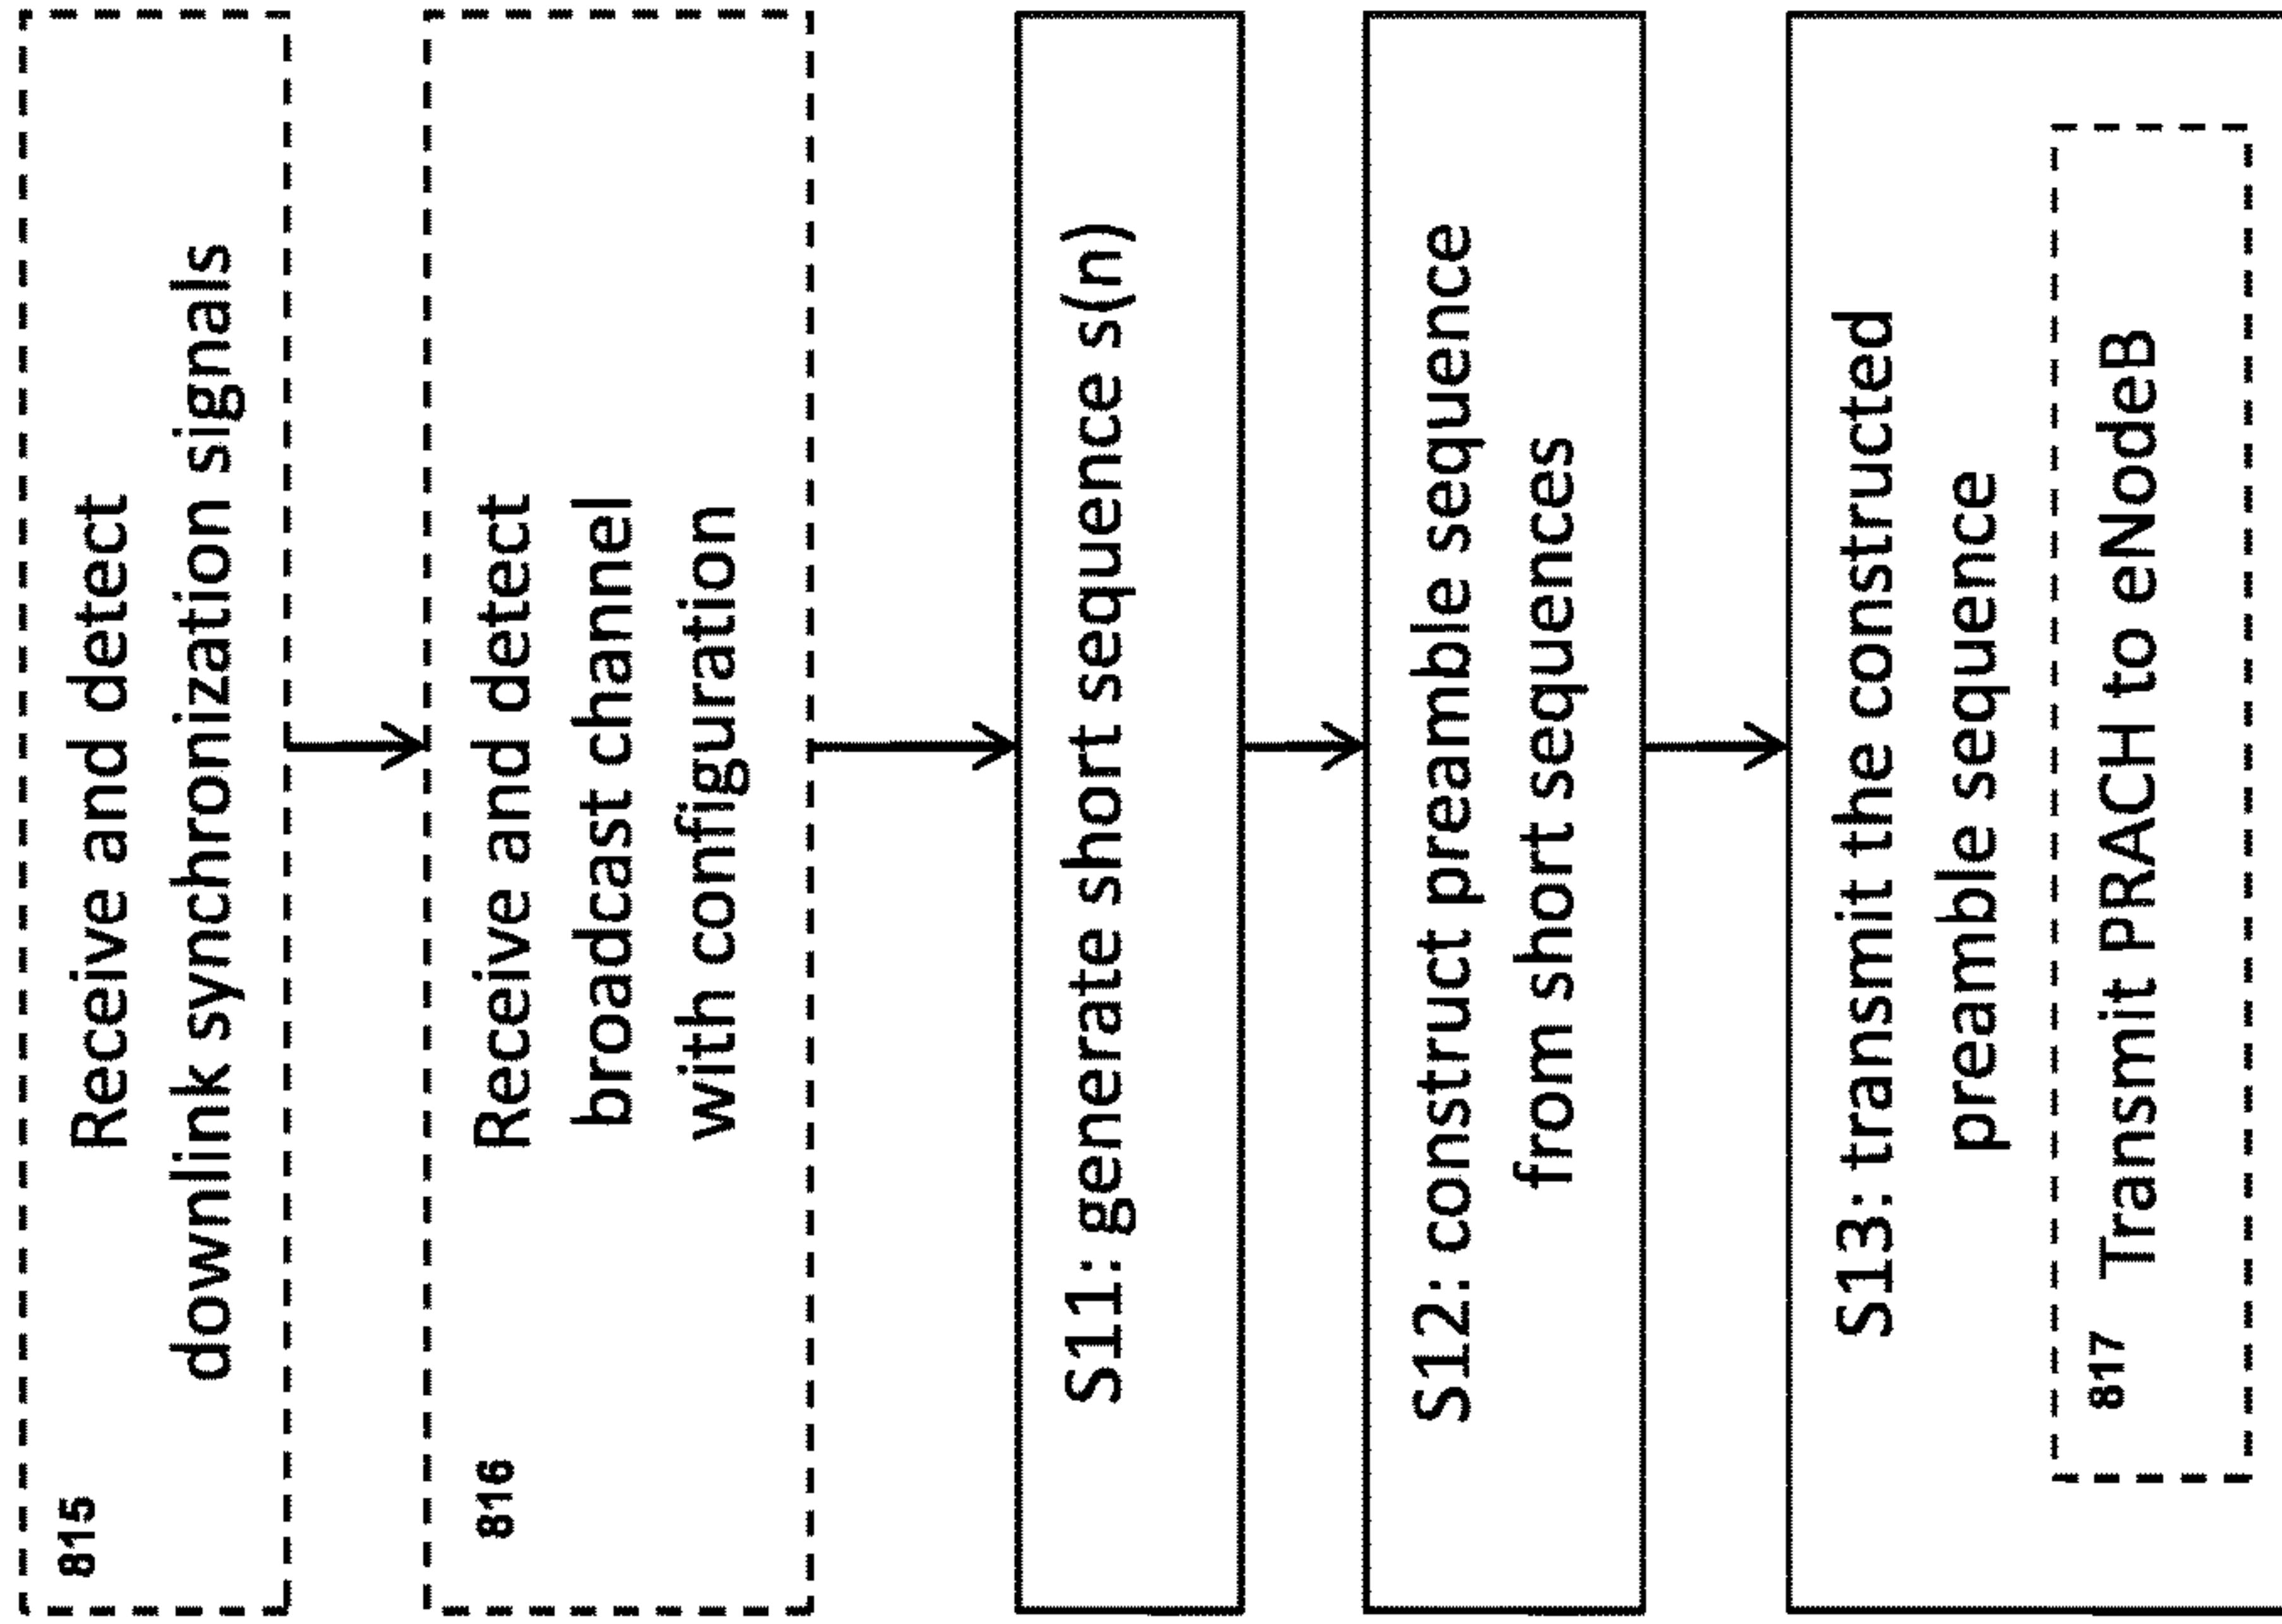 815
Receive and detect
downlink synchronization signals
816
Receive and detect
broadcast channel
with configuration
S11: generate short sequence s(n)
S12: construct preamble sequence
from short sequences
S13: transmit the constructed
preamble sequence
817 Transmit PRACH to eNodeB